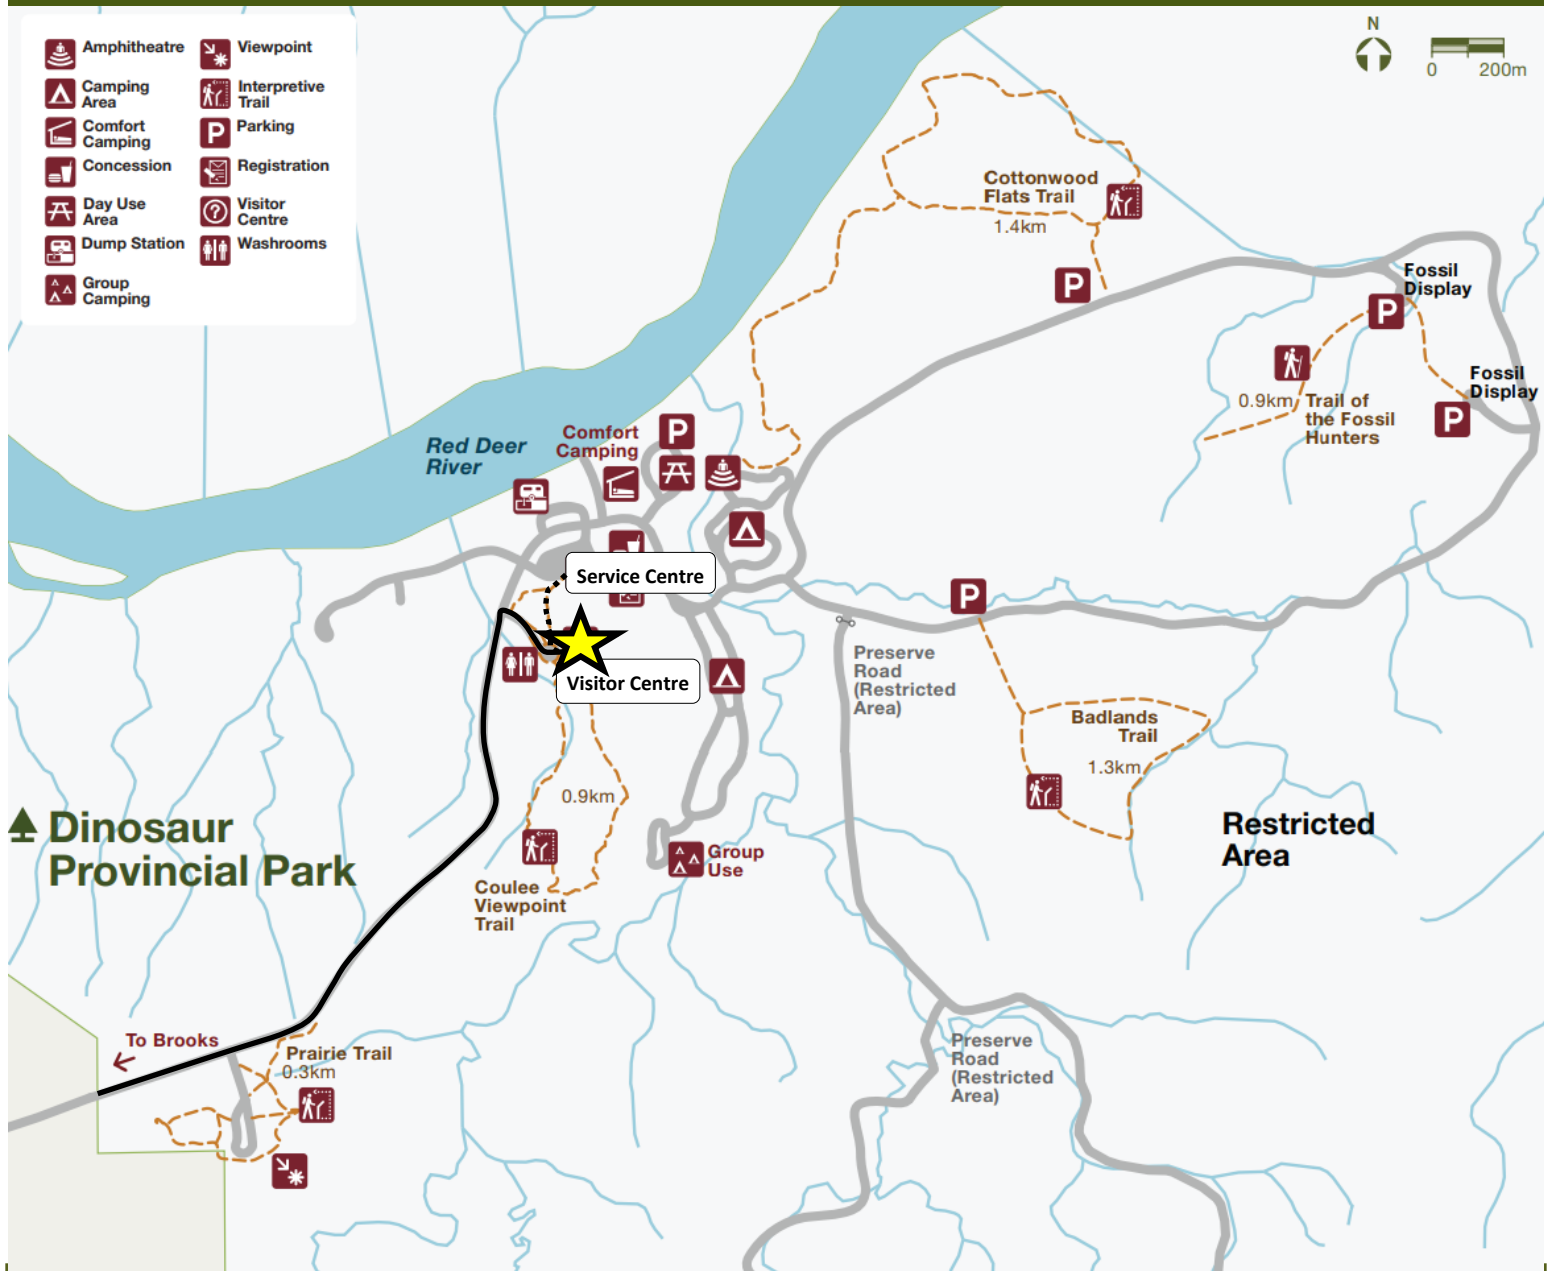 Amphitheatre
Viewpoint
Camping
Area
Interpretive
Trail
Comfort
Camping
P
Parking
Concession
Registration
Day Use
Area
?
Visitor
Centre
Dump Station
Washrooms
Group
Camping
N
0 200m
Cottonwood
Flats Trail
1.4km
P
Fossil
Display
P
Fossil
Display
P
0.9km
Trail of
the Fossil
Hunters
Red Deer
River
Comfort
Camping
P
Service Centre
P
Visitor Centre
Preserve
Road
(Restricted
Area)
Badlands
Trail
1.3km
0.9km
Dinosaur
Provincial Park
Restricted
Area
Group
Use
Coulee
Viewpoint
Trail
To Brooks
Prairie Trail
0.3km
Preserve
Road
(Restricted
Area)